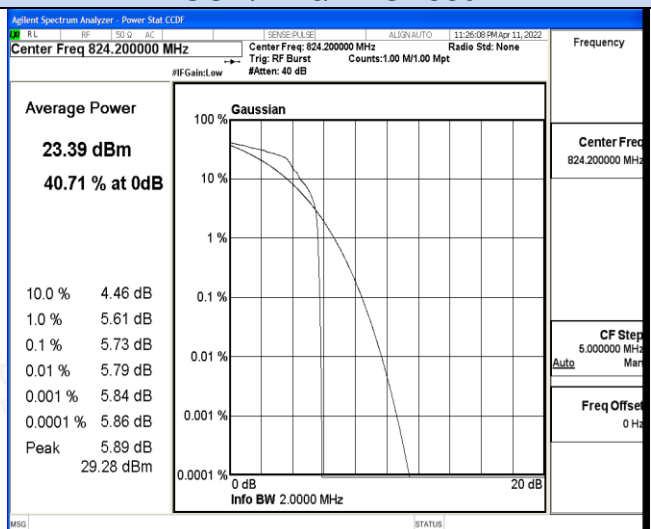 Agilent Spectrum Analyzer - Power Stat CCDF
RL RF 50 Ω AC SENSE:PULSE ALIGN AUTO 11:26:08 PM Apr 11, 2022
Center Freq 824.200000 MHz
Center Freq: 824.200000 MHz Radio Std: None
Trig: RF Burst Counts:1.00 M/1.00 Mpt
#IFGain:Low #Atten: 40 dB
Frequency
Average Power
23.39 dBm
40.71 % at 0dB
10.0 % 4.46 dB
1.0 % 5.61 dB
0.1 % 5.73 dB
0.01 % 5.79 dB
0.001 % 5.84 dB
0.0001 % 5.86 dB
Peak 5.89 dB
29.28 dBm
Gaussian
100 %
10 %
1 %
0.1 %
0.01 %
0.001 %
0.0001 %
0 dB 20 dB
Info BW 2.0000 MHz
Center Freq
824.200000 MHz
CF Step
5.000000 MHz
Auto Man
Freq Offset
0 Hz
MSG STATUS